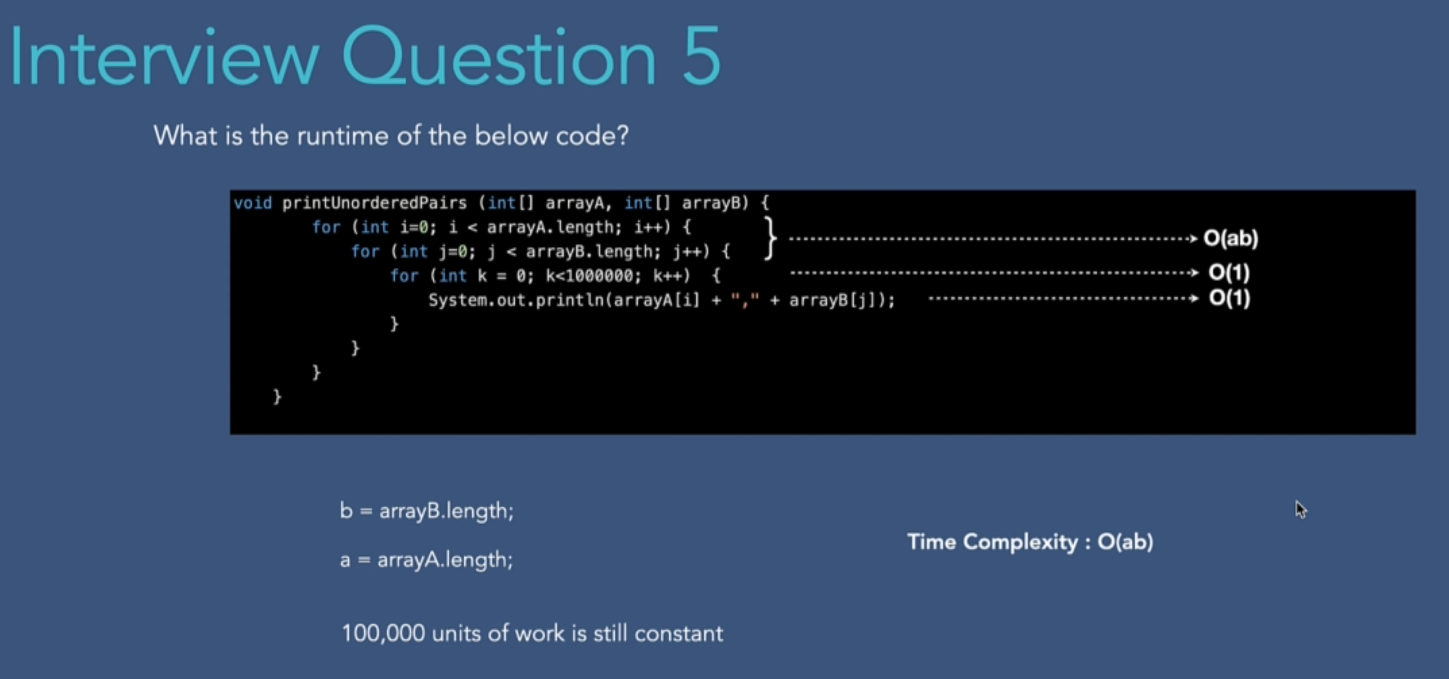 Interview Question 5
What is the runtime of the below code?
void printUnorderedPairs (int[] arrayA, int[] arrayB) {
for (int i=0; i < arrayA.length; i++) {
for (int j=0; j < arrayB.length; j++) {
O(ab)
for (int k = 0; k<1000000; k++) {
O(1)
System.out.println(arrayA[i] + "," + arrayB[j]);
O(1)
}
}
}
}
b = arrayB.length;
a = arrayA.length;
Time Complexity : O(ab)
100,000 units of work is still constant